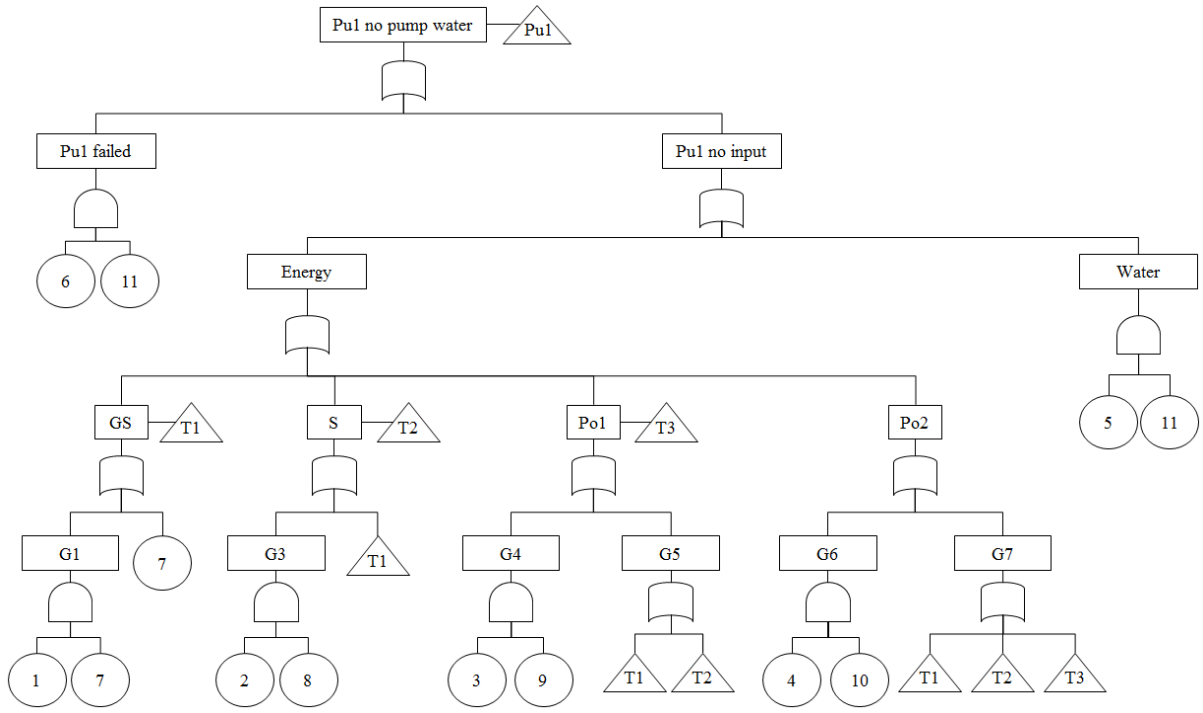 Pu1 no pump water
Pu1
Pu1 failed
Pu1 no input
6
11
Energy
Water
GS
T1
S
T2
Po1
T3
Po2
5
11
G1
7
G3
T1
G4
G5
G6
G7
1
7
2
8
3
9
T1
T2
4
10
T1
T2
T3